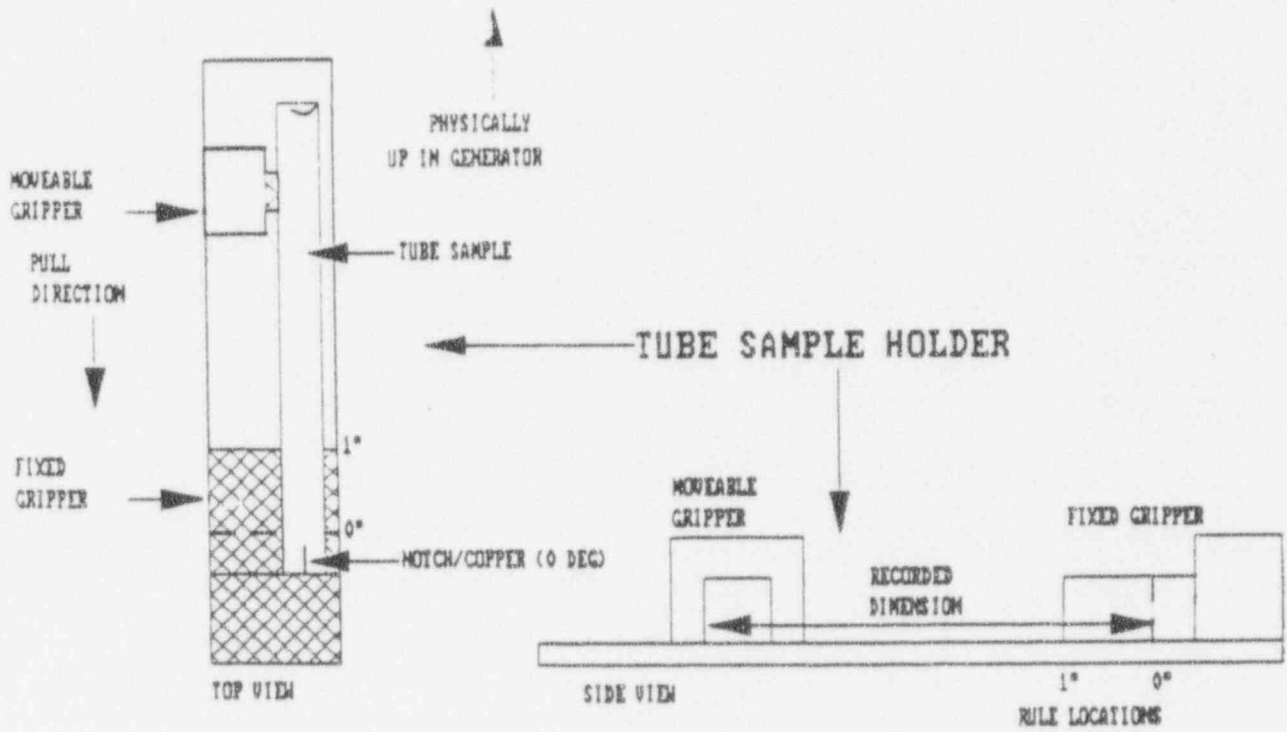 PHYSICALLY
UP IN GENERATOR
MOVEABLE
GRIPPER
TUBE SAMPLE
PULL
DIRECTION
TUBE SAMPLE HOLDER
1"
FIXED
GRIPPER
0"
NOTCH/COPPER (0 DEG)
TOP VIEW
MOVEABLE
GRIPPER
FIXED GRIPPER
RECORDED
DIMENSION
SIDE VIEW
1" 0"
RULE LOCATIONS